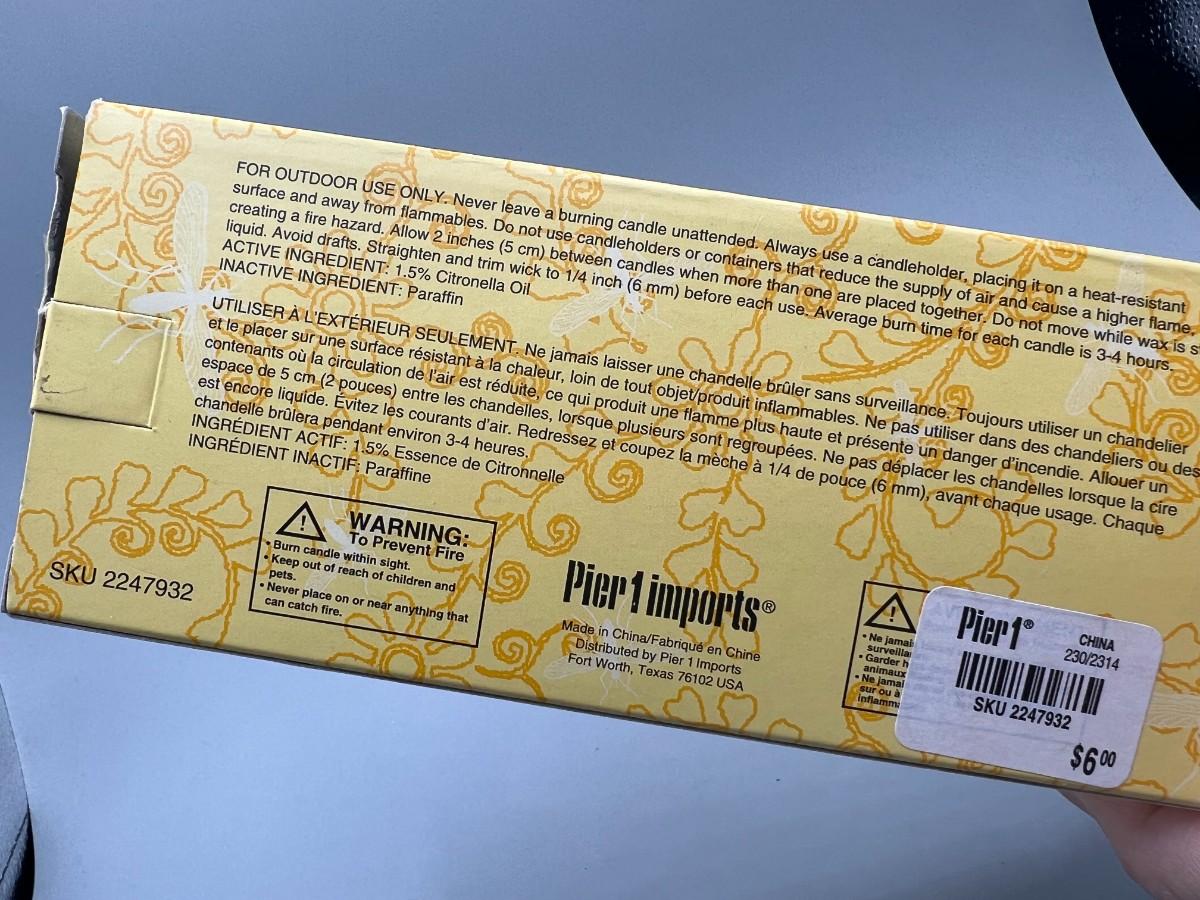 FOR OUTDOOR USE ONLY. Never leave a burning candle unattended. Always use a candleholder, placing it on a heat-resistant
surface and away from flammables. Do not use candleholders or containers that reduce the supply of air and cause a higher flame,
creating a fire hazard. Allow 2 inches (5 cm) between candles when more than one are placed together. Do not move while wax is
liquid. Avoid drafts. Straighten and trim wick to 1/4 inch (6 mm) before each use. Average burn time for each candle is 3-4 hours.
ACTIVE INGREDIENT: 1.5% Citronella Oil
INACTIVE INGREDIENT: Paraffin
UTILISER À L'EXTÉRIEUR SEULEMENT. Ne jamais laisser une chandelle brûler sans surveillance. Toujours utiliser un chandelier
et le placer sur une surface résistant à la chaleur, loin de tout objet/produit inflammables. Ne pas utiliser dans des chandeliers ou des
contenants où la circulation de l'air est réduite, ce qui produit une flamme plus haute et présente un danger d'incendie. Allouer un
espace de 5 cm (2 pouces) entre les chandelles, lorsque plusieurs sont regroupées. Ne pas déplacer les chandelles lorsque la cire
est encore liquide. Évitez les courants d'air. Redressez et coupez la mèche à 1/4 de pouce (6 mm), avant chaque usage. Chaque
chandelle brûlera pendant environ 3-4 heures.
INGRÉDIENT ACTIF: 1.5% Essence de Citronnelle
INGRÉDIENT INACTIF: Paraffine
SKU 2247932
WARNING:
To Prevent Fire
• Burn candle within sight.
• Keep out of reach of children and
pets.
• Never place on or near anything that
can catch fire.
Pier 1 imports®
Made in China/Fabriqué en Chine
Distributed by Pier 1 Imports
Fort Worth, Texas 76102 USA
• Ne
• Garder
animaux
• Ne
sur ou à
Pier 1®
CHINA
230/2314
SKU 2247932
$6 00